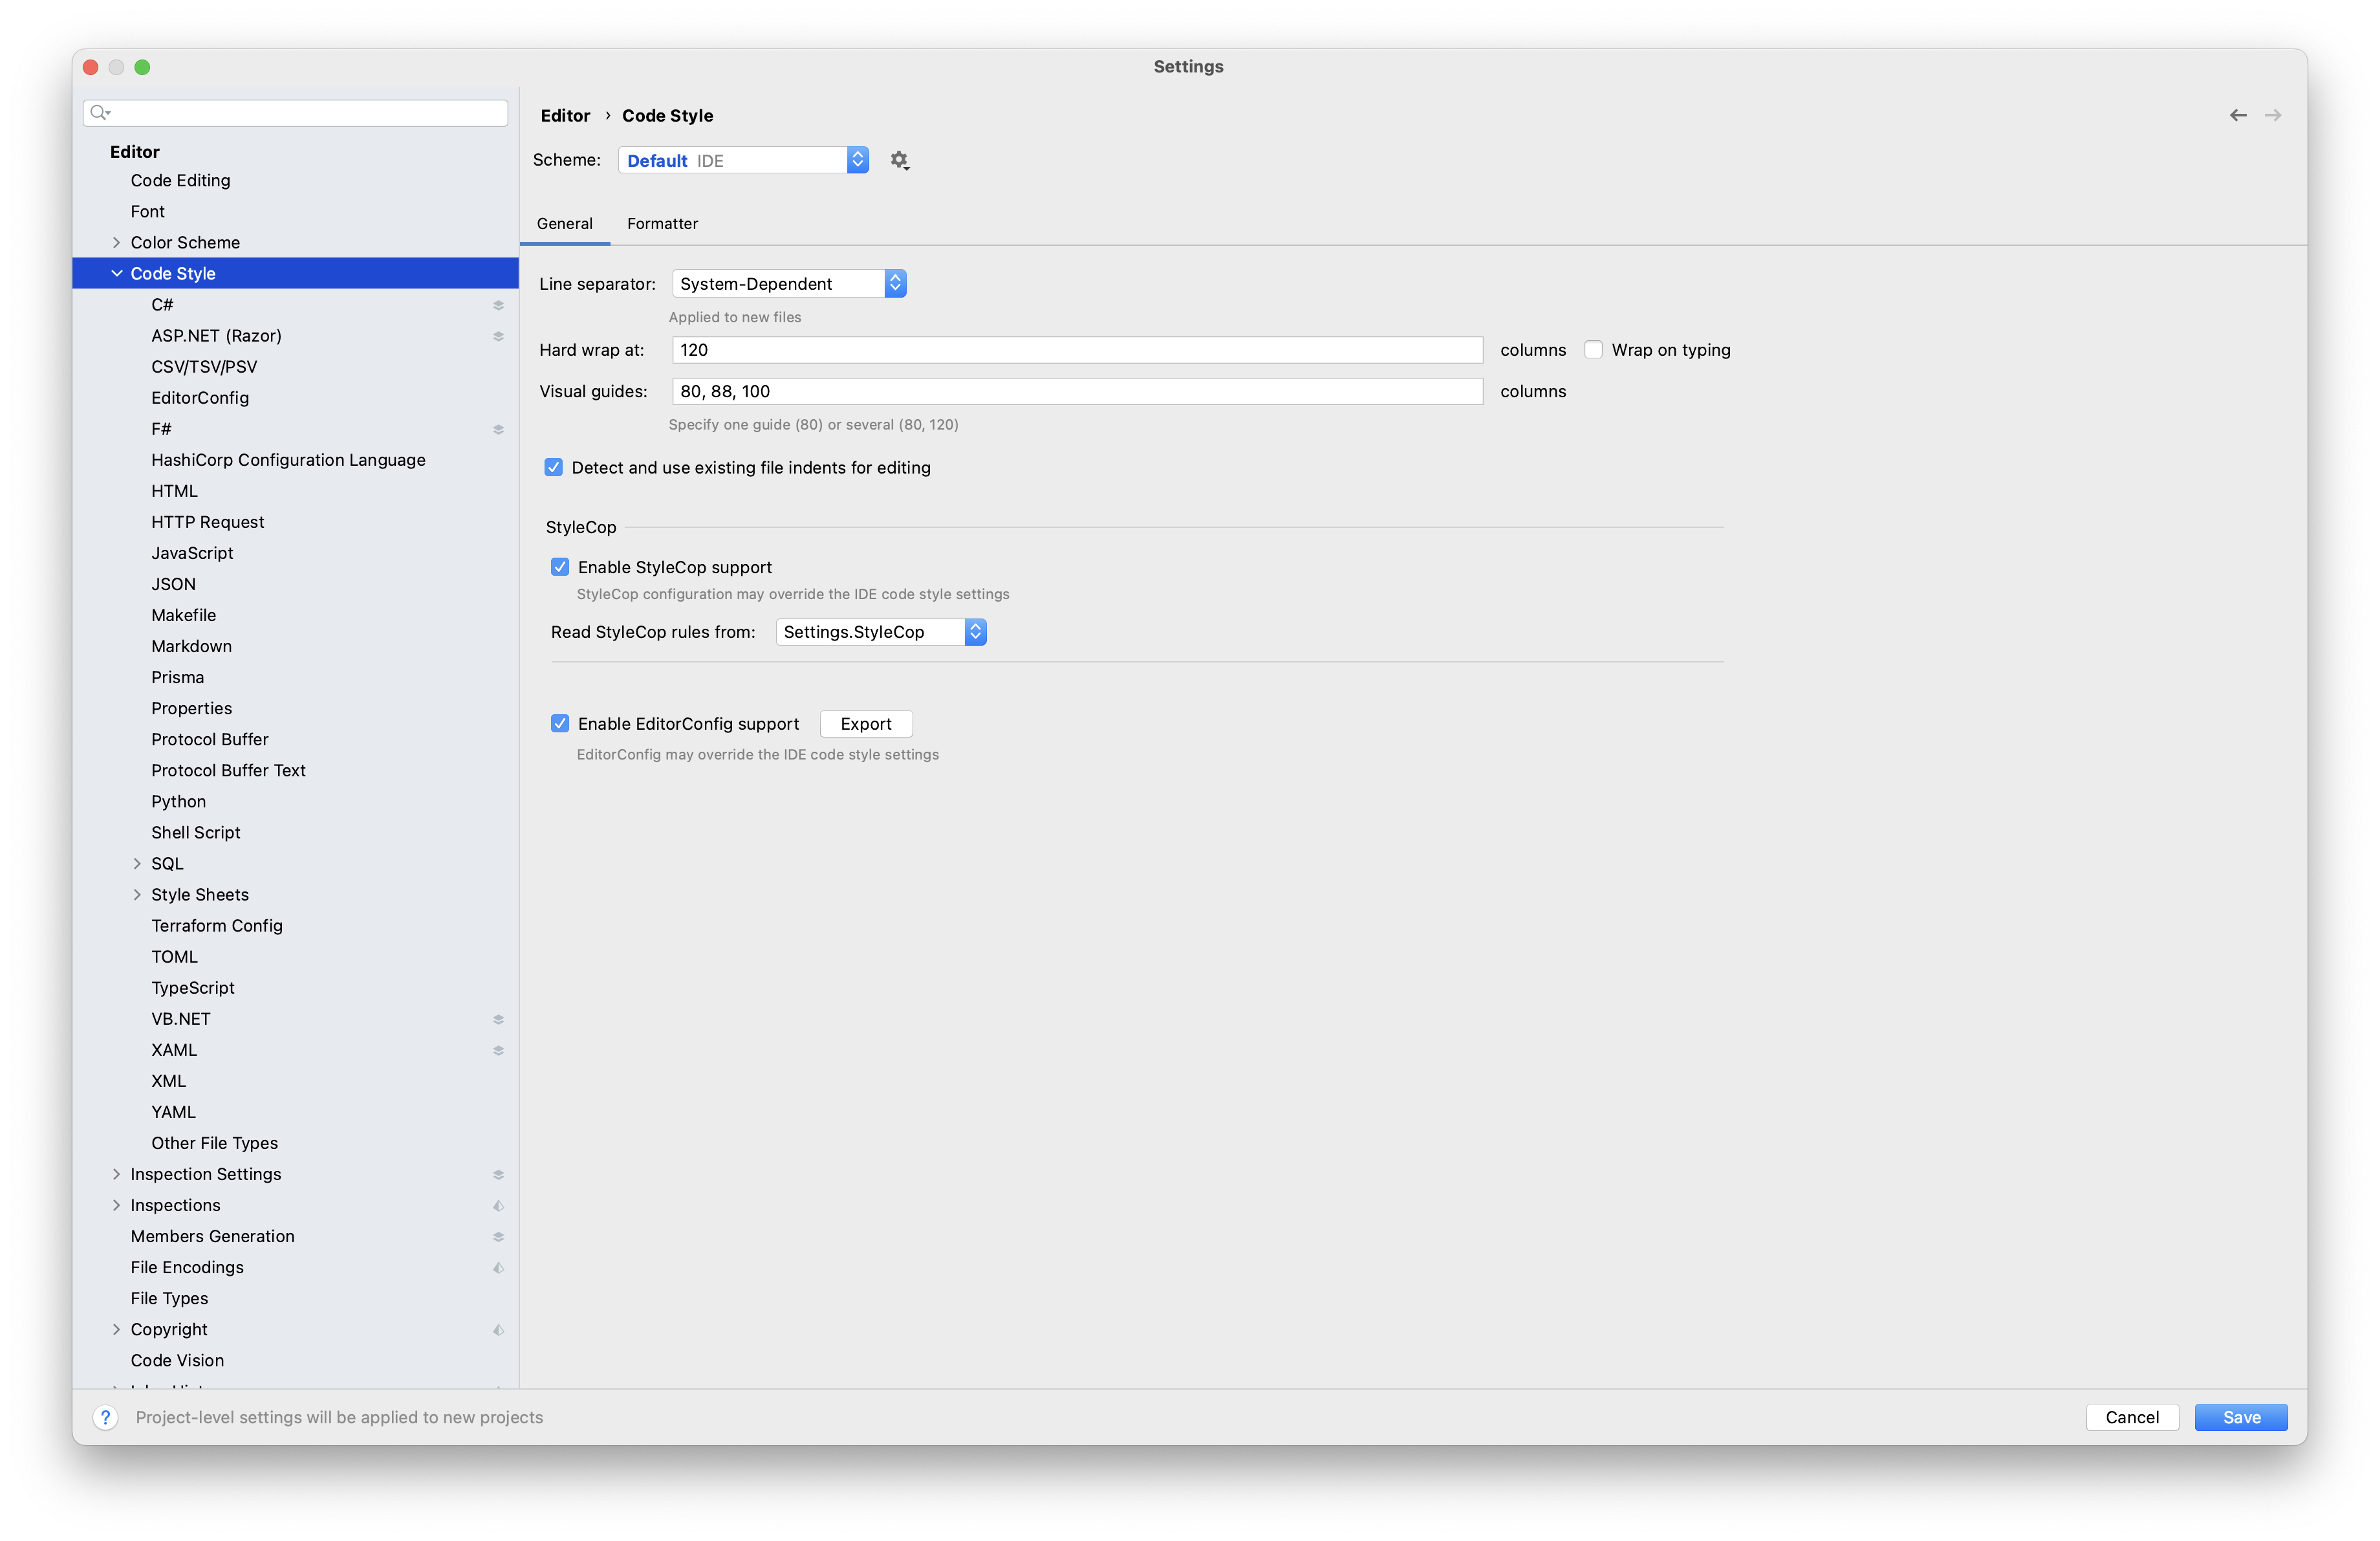 Settings
Editor
Code Editing
Font
Color Scheme
Code Style
C#
ASP.NET (Razor)
CSV/TSV/PSV
EditorConfig
F#
HashiCorp Configuration Language
HTML
HTTP Request
JavaScript
JSON
Makefile
Markdown
Prisma
Properties
Protocol Buffer
Protocol Buffer Text
Python
Shell Script
SQL
Style Sheets
Terraform Config
TOML
TypeScript
VB.NET
XAML
XML
YAML
Other File Types
Inspection Settings
Inspections
Members Generation
File Encodings
File Types
Copyright
Code Vision
Editor › Code Style
Scheme: Default IDE
General Formatter
Line separator: System-Dependent
Applied to new files
Hard wrap at: 120 columns Wrap on typing
Visual guides: 80, 88, 100 columns
Specify one guide (80) or several (80, 120)
Detect and use existing file indents for editing
StyleCop
Enable StyleCop support
StyleCop configuration may override the IDE code style settings
Read StyleCop rules from: Settings.StyleCop
Enable EditorConfig support Export
EditorConfig may override the IDE code style settings
? Project-level settings will be applied to new projects
Cancel Save